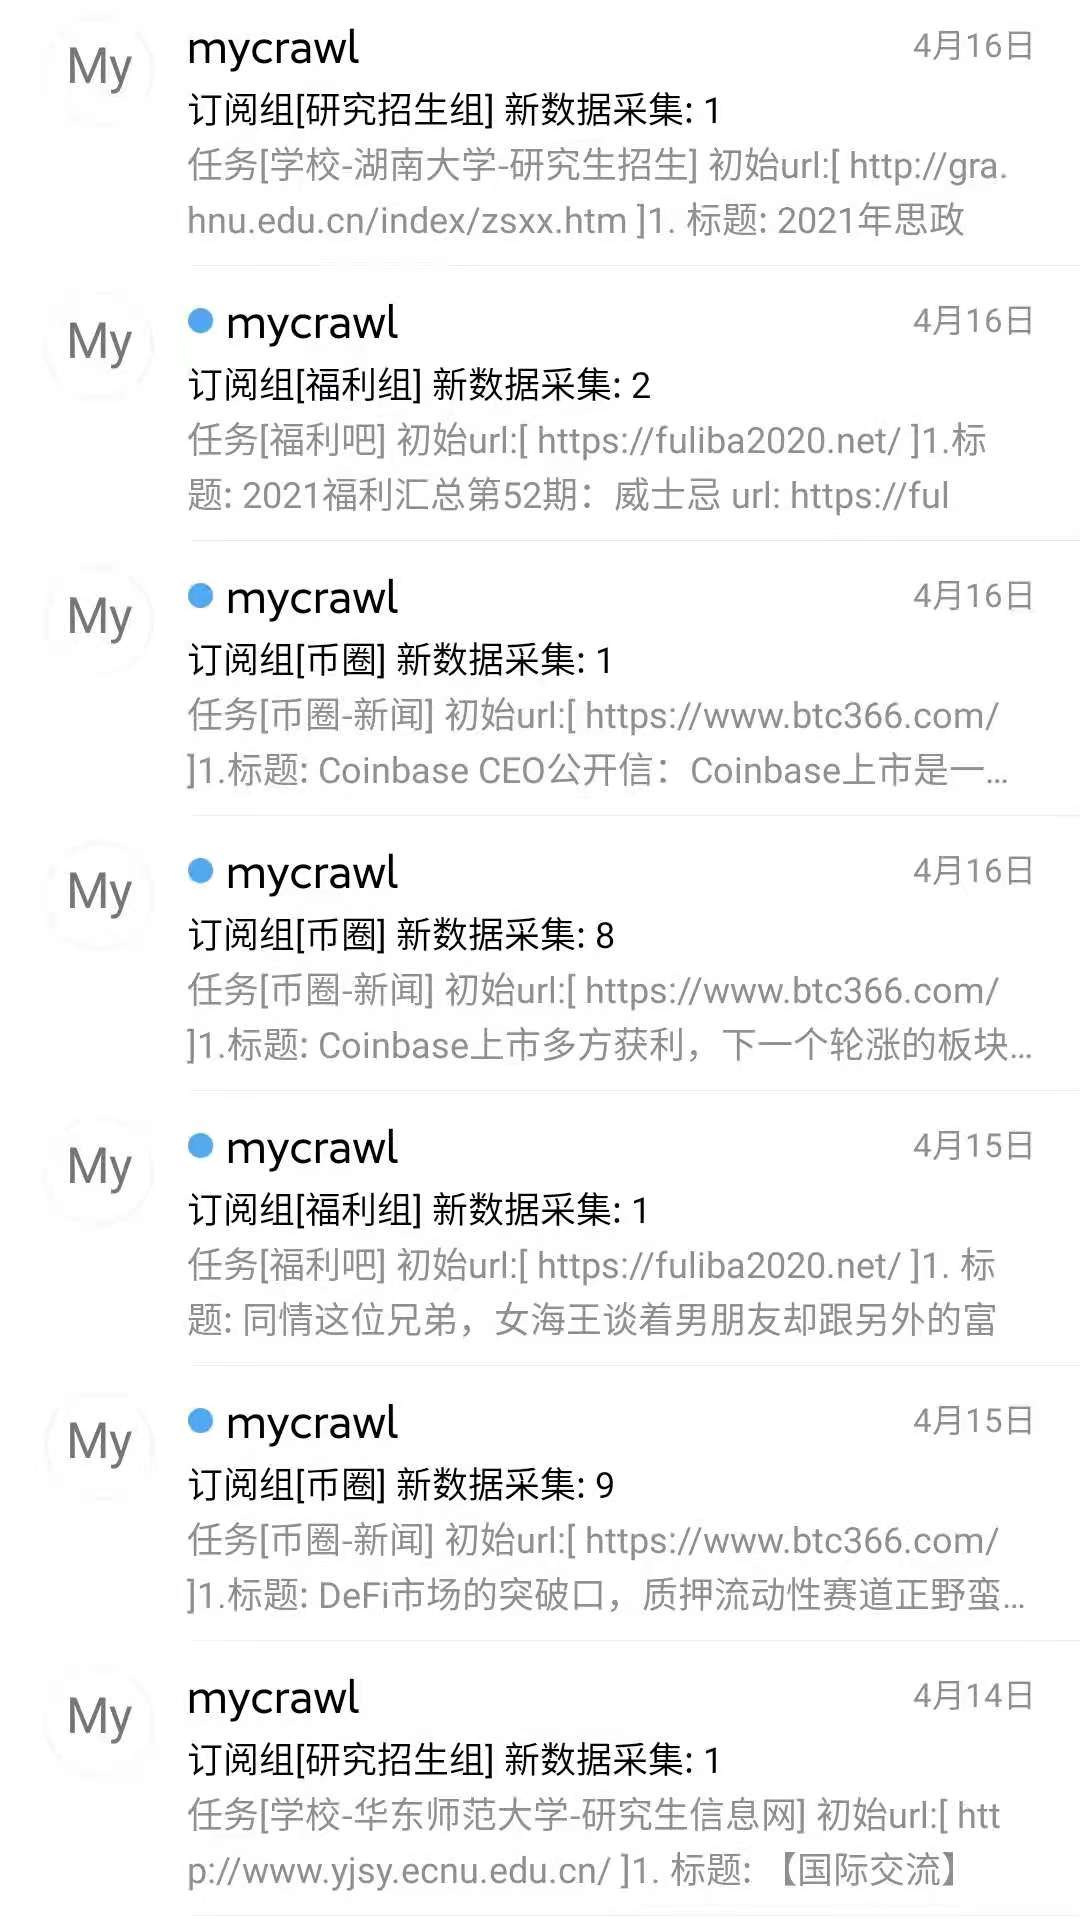 My
mycrawl
4月16日
订阅组[研究招生组] 新数据采集: 1
任务[学校-湖南大学-研究生招生] 初始url:[ http://gra.
hnu.edu.cn/index/zsxx.htm ]1. 标题: 2021年思政
My
mycrawl
4月16日
订阅组[福利组] 新数据采集: 2
任务[福利吧] 初始url:[ https://fuliba2020.net/ ]1.标
题: 2021福利汇总第52期：威士忌 url: https://ful
My
mycrawl
4月16日
订阅组[币圈] 新数据采集: 1
任务[币圈-新闻] 初始url:[ https://www.btc366.com/
]1.标题: Coinbase CEO公开信：Coinbase上市是一...
My
mycrawl
4月16日
订阅组[币圈] 新数据采集: 8
任务[币圈-新闻] 初始url:[ https://www.btc366.com/
]1.标题: Coinbase上市多方获利，下一个轮涨的板块...
My
mycrawl
4月15日
订阅组[福利组] 新数据采集: 1
任务[福利吧] 初始url:[ https://fuliba2020.net/ ]1. 标
题: 同情这位兄弟，女海王谈着男朋友却跟另外的富
My
mycrawl
4月15日
订阅组[币圈] 新数据采集: 9
任务[币圈-新闻] 初始url:[ https://www.btc366.com/
]1.标题: DeFi市场的突破口，质押流动性赛道正野蛮...
My
mycrawl
4月14日
订阅组[研究招生组] 新数据采集: 1
任务[学校-华东师范大学-研究生信息网] 初始url:[ htt
p://www.yjsy.ecnu.edu.cn/ ]1. 标题: 【国际交流】